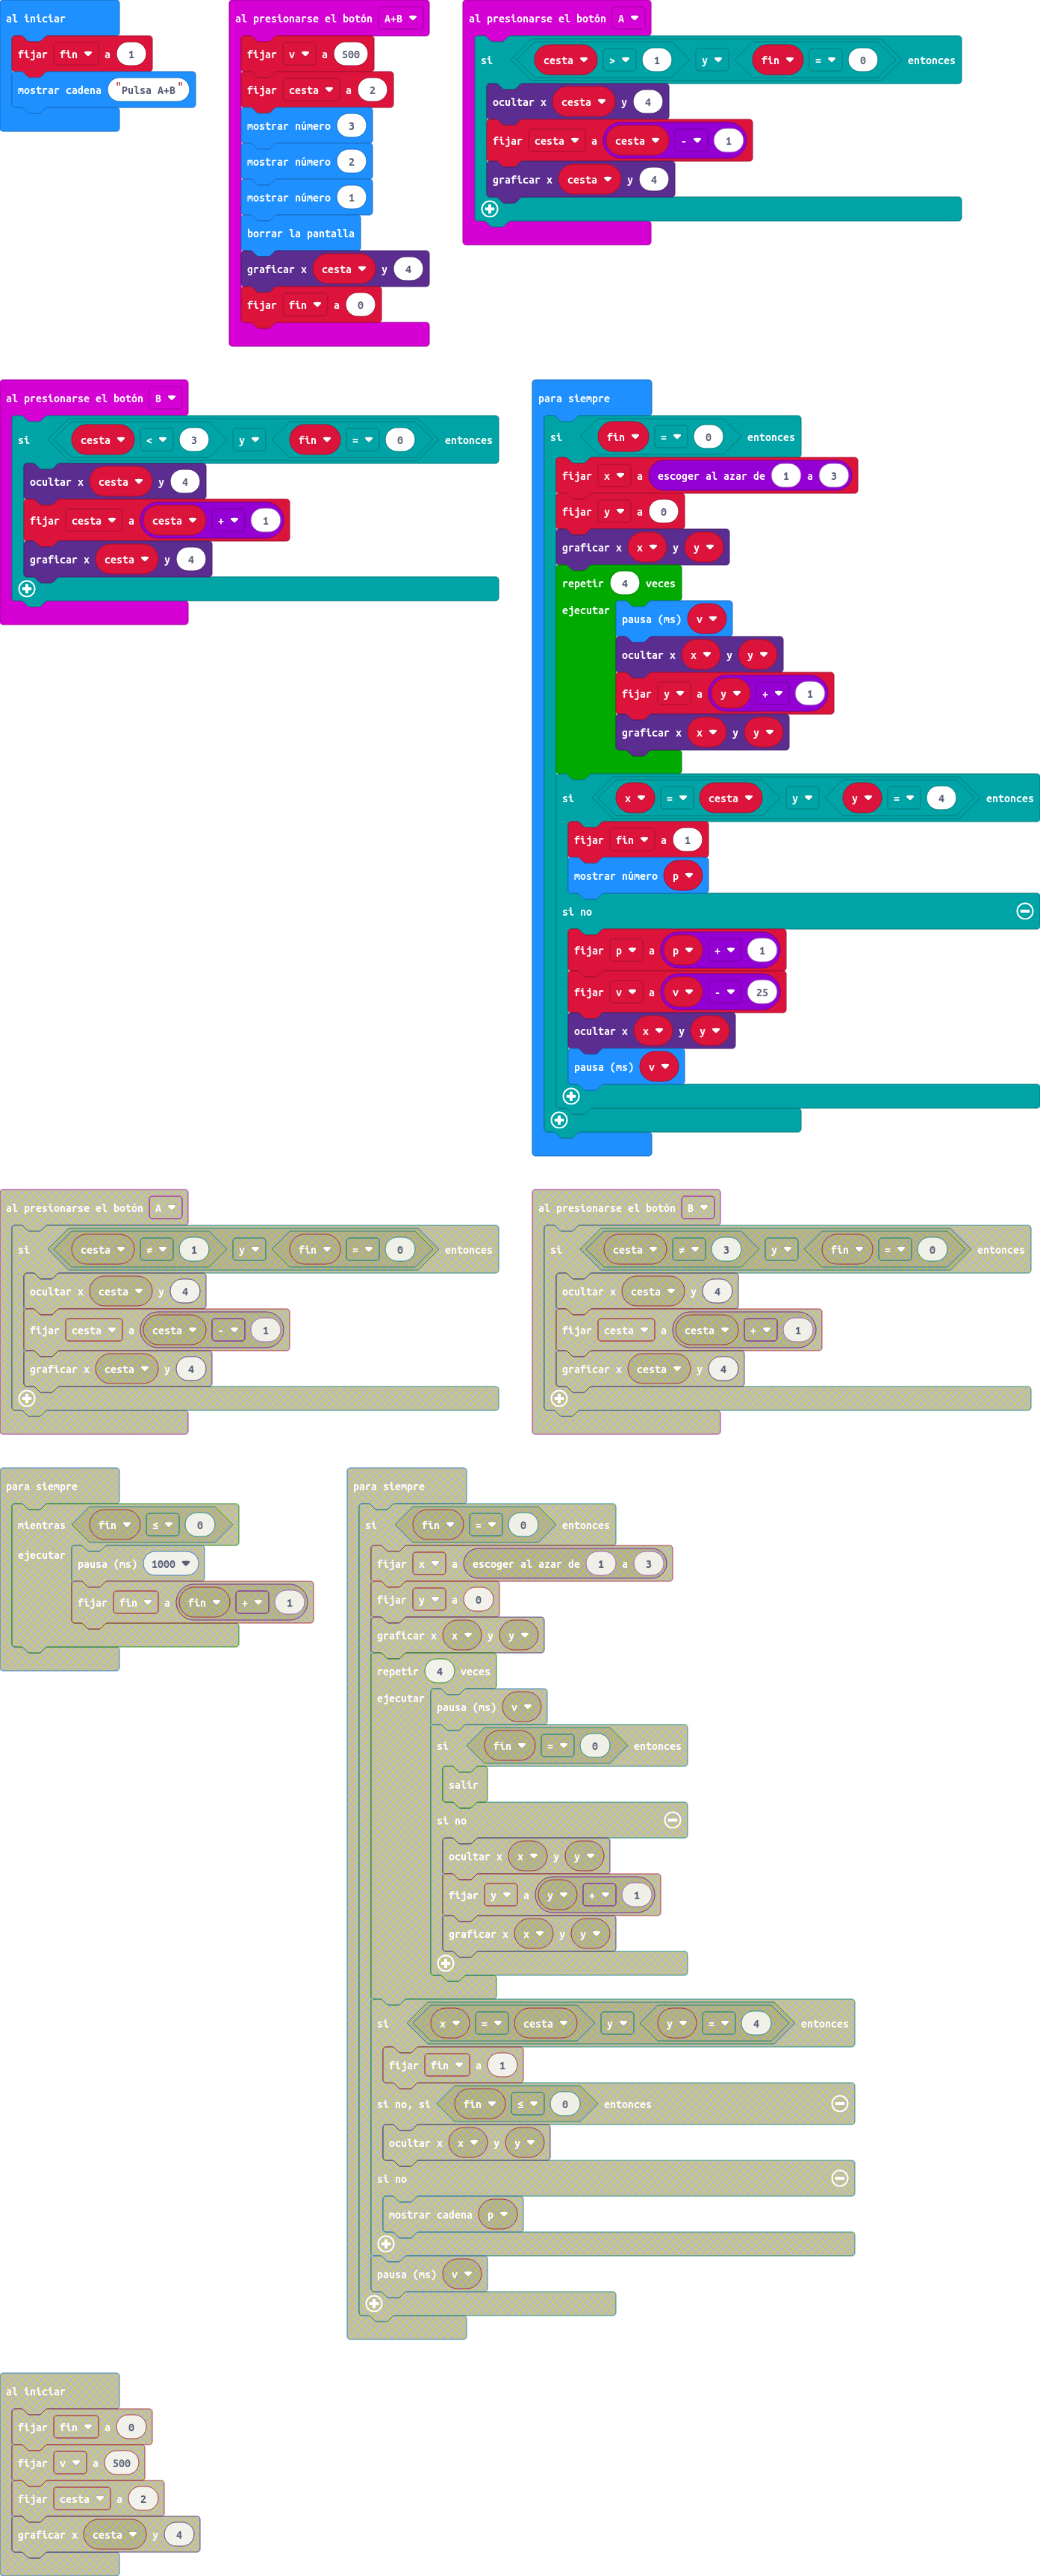 al iniciar
fijar fin a 1
mostrar cadena "Pulsa A+B"
al presionarse el botón A+B
fijar v a 500
fijar cesta a 2
mostrar número 3
mostrar número 2
mostrar número 1
borrar la pantalla
graficar x cesta y 4
fijar fin a 0
al presionarse el botón A
si cesta > 1 y fin = 0 entonces
ocultar x cesta y 4
fijar cesta a cesta - 1
graficar x cesta y 4
al presionarse el botón B
si cesta < 3 y fin = 0 entonces
ocultar x cesta y 4
fijar cesta a cesta + 1
graficar x cesta y 4
para siempre
si fin = 0 entonces
fijar x a escoger al azar de 1 a 3
fijar y a 0
graficar x x y y
repetir 4 veces
ejecutar
pausa (ms) v
ocultar x x y y
fijar y a y + 1
graficar x x y y
si x = cesta y y = 4 entonces
fijar fin a 1
mostrar número p
si no
fijar p a p + 1
fijar v a v - 25
ocultar x x y y
pausa (ms) v
al presionarse el botón A
si cesta ≠ 1 y fin = 0 entonces
ocultar x cesta y 4
fijar cesta a cesta - 1
graficar x cesta y 4
al presionarse el botón B
si cesta ≠ 3 y fin = 0 entonces
ocultar x cesta y 4
fijar cesta a cesta + 1
graficar x cesta y 4
para siempre
mientras fin ≤ 0
ejecutar
pausa (ms) 1000
fijar fin a fin + 1
para siempre
si fin = 0 entonces
fijar x a escoger al azar de 1 a 3
fijar y a 0
graficar x x y y
repetir 4 veces
ejecutar
pausa (ms) v
si fin = 0 entonces
salir
si no
ocultar x x y y
fijar y a y + 1
graficar x x y y
si x = cesta y y = 4 entonces
fijar fin a 1
si no, si fin ≤ 0 entonces
ocultar x x y y
si no
mostrar cadena p
pausa (ms) v
al iniciar
fijar fin a 0
fijar v a 500
fijar cesta a 2
graficar x cesta y 4